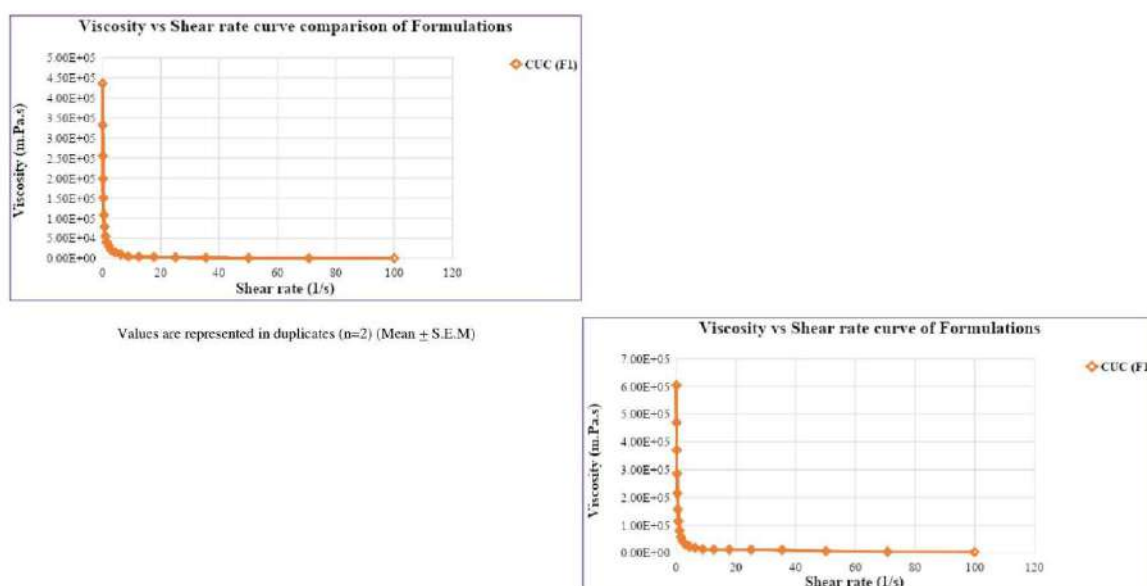 Viscosity vs Shear rate curve comparison of Formulations
5.00E+05
4.50E+05
4.00E+05
3.50E+05
3.00E+05
2.50E+05
2.00E+05
1.50E+05
1.00E+05
5.00E+04
0.00E+00
Viscosity (m.Pa.s)
CUC (F1)
0 20 40 60 80 100 120
Shear rate (1/s)
Values are represented in duplicates (n=2) (Mean ± S.E.M)
Viscosity vs Shear rate curve of Formulations
7.00E+05
6.00E+05
5.00E+05
4.00E+05
3.00E+05
2.00E+05
1.00E+05
0.00E+00
Viscosity (m.Pa.s)
CUC (F1
0 20 40 60 80 100 120
Shear rate (1/s)